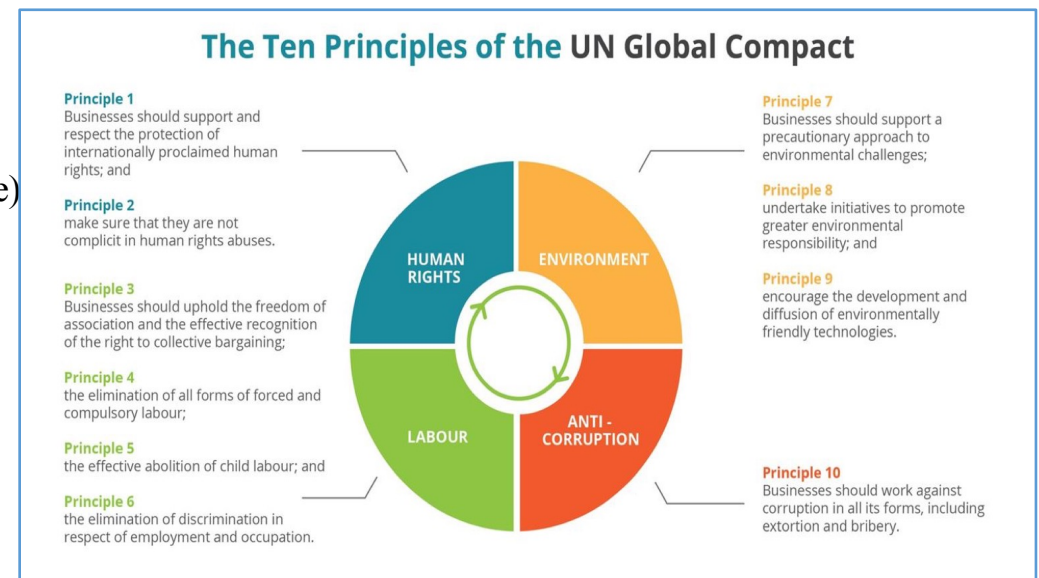 The Ten Principles of the UN Global Compact
Principle 1
Businesses should support and
respect the protection of
internationally proclaimed human
rights; and
e)
Principle 2
make sure that they are not
complicit in human rights abuses.
Principle 3
Businesses should uphold the freedom of
association and the effective recognition
of the right to collective bargaining;
Principle 4
the elimination of all forms of forced and
compulsory labour;
Principle 5
the effective abolition of child labour; and
Principle 6
the elimination of discrimination in
respect of employment and occupation.
HUMAN
RIGHTS
ENVIRONMENT
LABOUR
ANTI -
CORRUPTION
Principle 7
Businesses should support a
precautionary approach to
environmental challenges;
Principle 8
undertake initiatives to promote
greater environmental
responsibility; and
Principle 9
encourage the development and
diffusion of environmentally
friendly technologies.
Principle 10
Businesses should work against
corruption in all its forms, including
extortion and bribery.